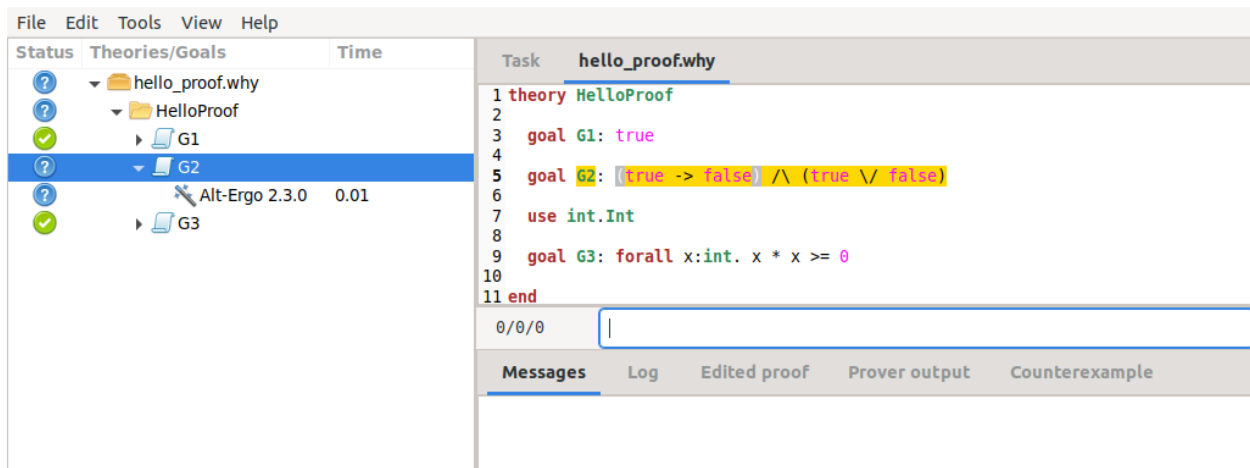 File Edit Tools View Help
Status Theories/Goals Time
hello_proof.why
HelloProof
G1
G2
Alt-Ergo 2.3.0 0.01
G3
Task hello_proof.why
1 theory HelloProof
2
3 goal G1: true
4
5 goal G2: (true -> false) /\ (true \/ false)
6
7 use int.Int
8
9 goal G3: forall x:int. x * x >= 0
10
11 end
0/0/0
Messages Log Edited proof Prover output Counterexample